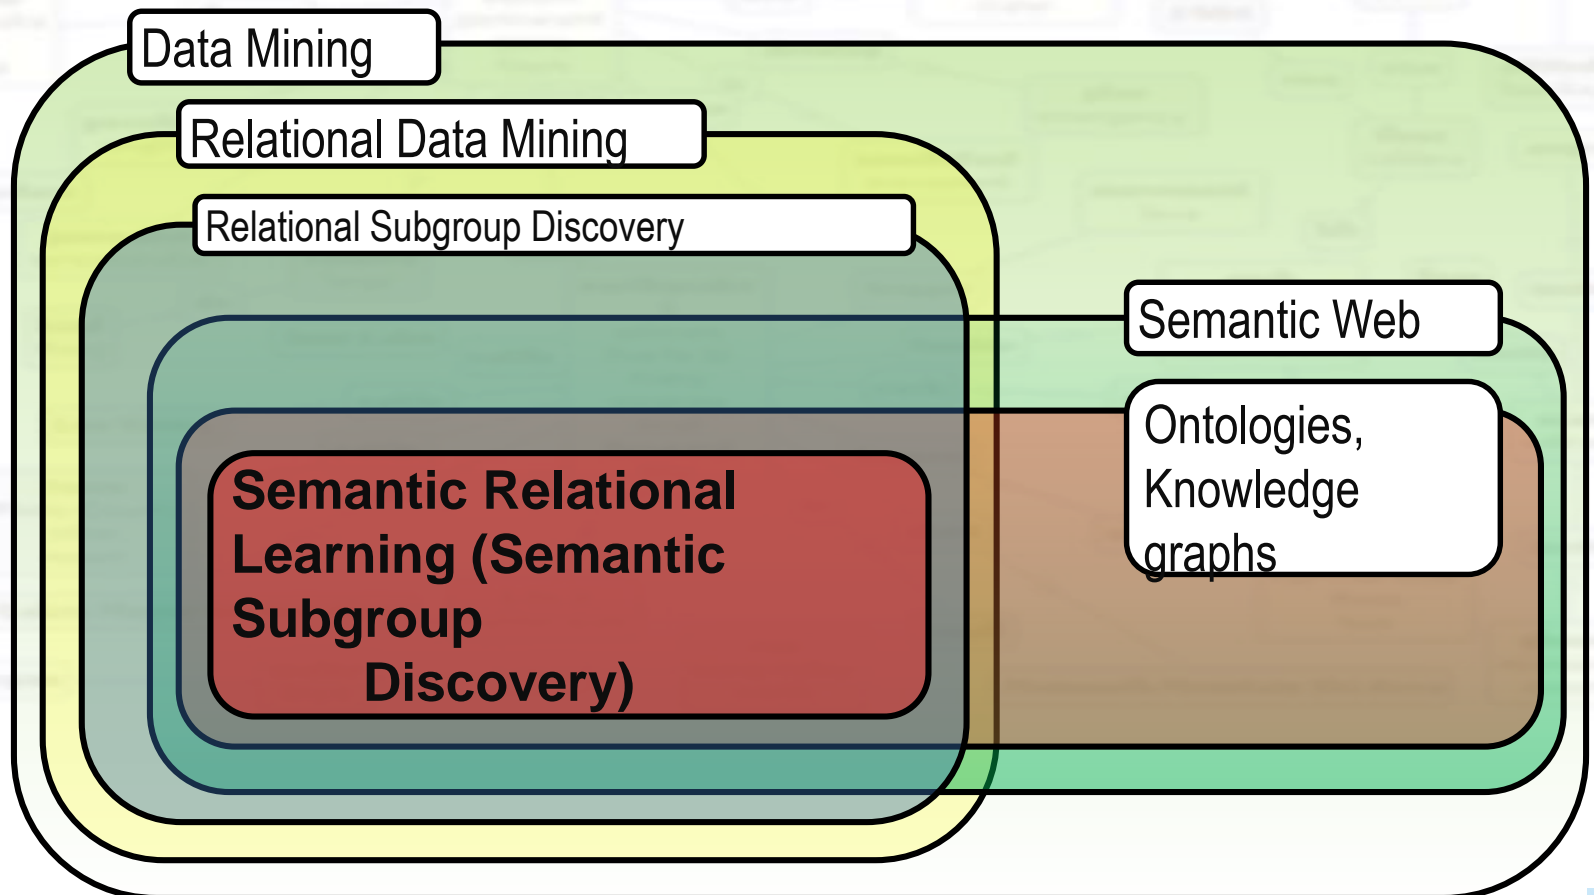 Data Mining
Relational Data Mining
Relational Subgroup Discovery
Semantic Web
Ontologies,
Knowledge
graphs
Semantic Relational
Learning (Semantic
Subgroup
Discovery)